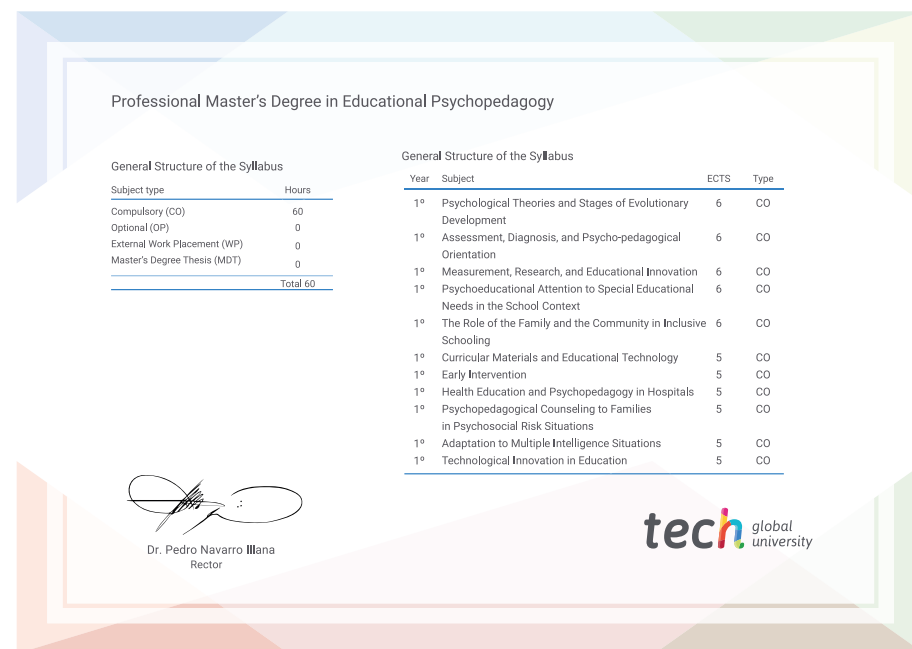 Professional Master's Degree in Educational Psychopedagogy
General Structure of the Syllabus
Subject type Hours
Compulsory (CO) 60
Optional (OP) 0
External Work Placement (WP) 0
Master's Degree Thesis (MDT) 0
Total 60
General Structure of the Syllabus
Year Subject ECTS Type
1º Psychological Theories and Stages of Evolutionary 6 CO
Development
1º Assessment, Diagnosis, and Psycho-pedagogical 6 CO
Orientation
1º Measurement, Research, and Educational Innovation 6 CO
1º Psychoeducational Attention to Special Educational 6 CO
Needs in the School Context
1º The Role of the Family and the Community in Inclusive 6 CO
Schooling
1º Curricular Materials and Educational Technology 5 CO
1º Early Intervention 5 CO
1º Health Education and Psychopedagogy in Hospitals 5 CO
1º Psychopedagogical Counseling to Families 5 CO
in Psychosocial Risk Situations
1º Adaptation to Multiple Intelligence Situations 5 CO
1º Technological Innovation in Education 5 CO
Dr. Pedro Navarro Illana
Rector
tech global
university